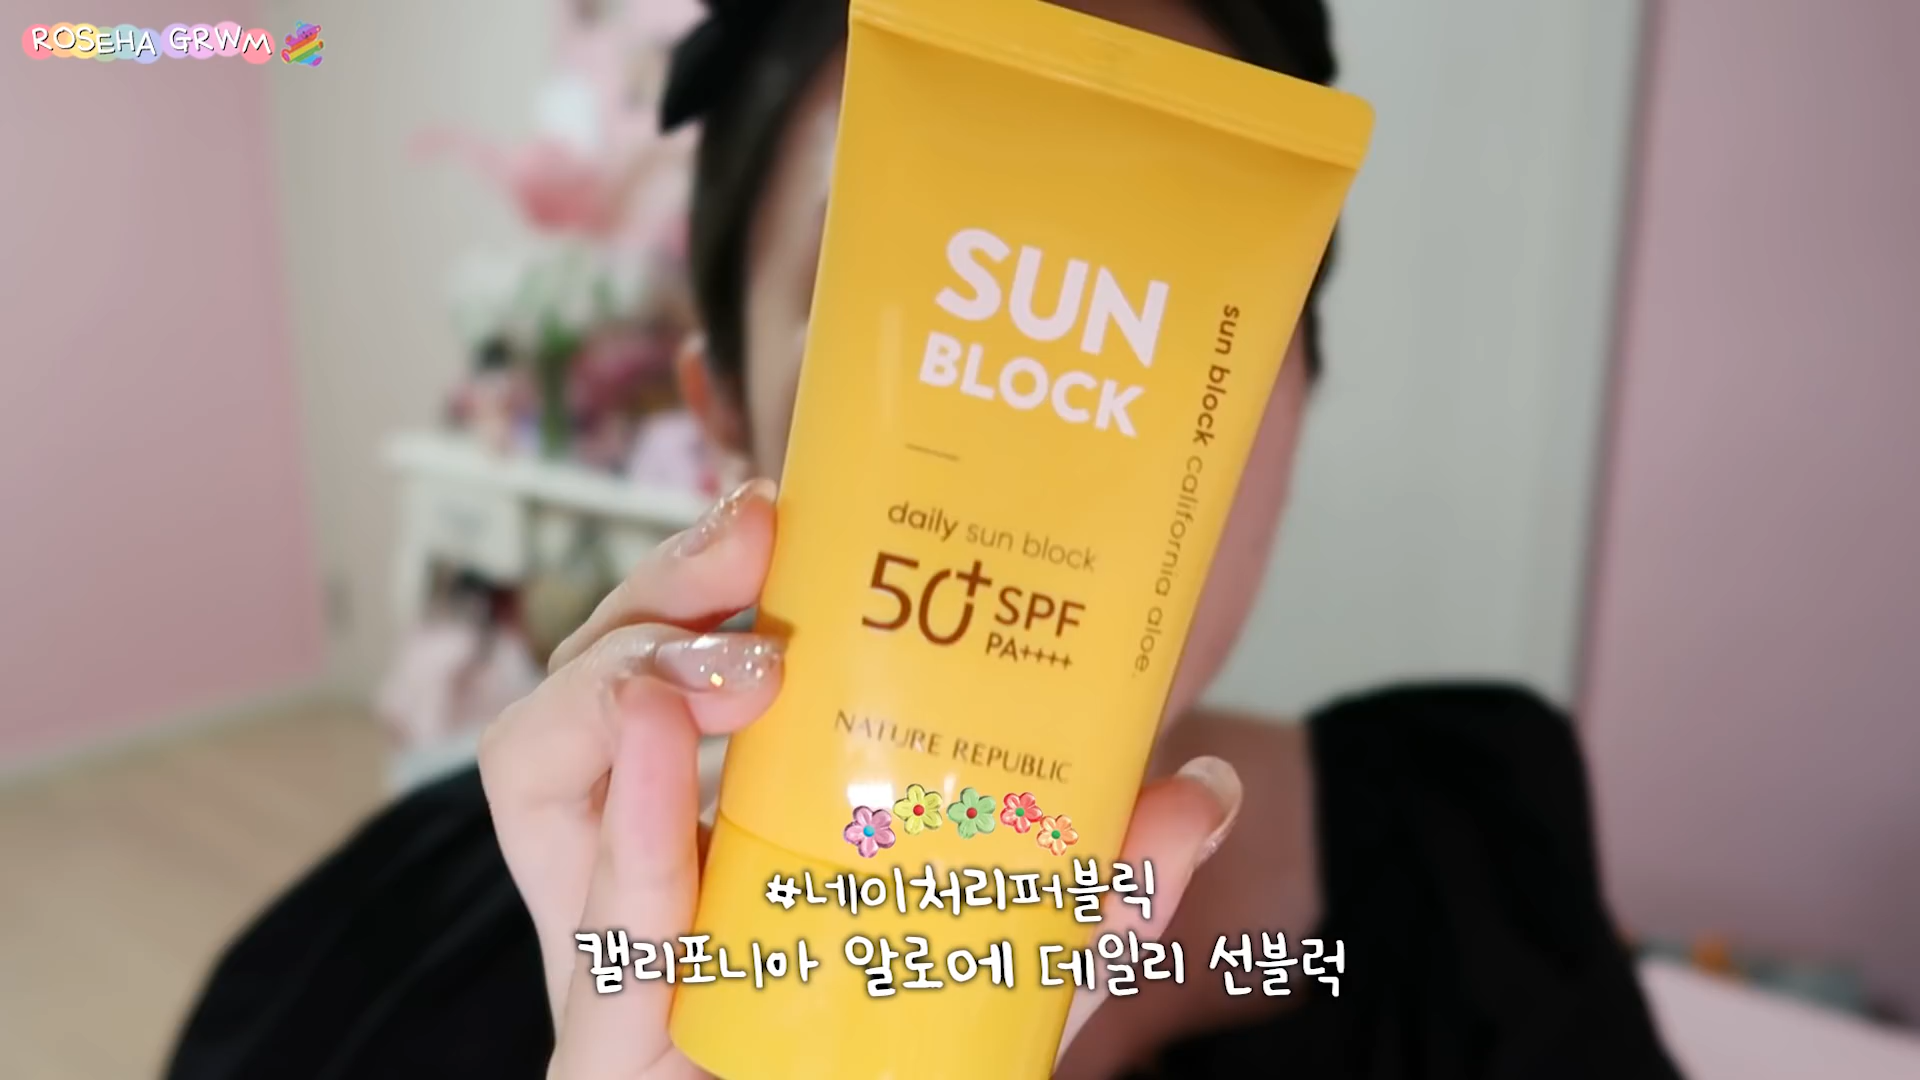 ROSEHA GRWM
SUN
BLOCK
sun block california aloe.
daily sun block
50+ SPF
PA++++
NATURE REPUBLIC
#네이처리퍼블릭
캘리포니아 알로에 데일리 선블럭